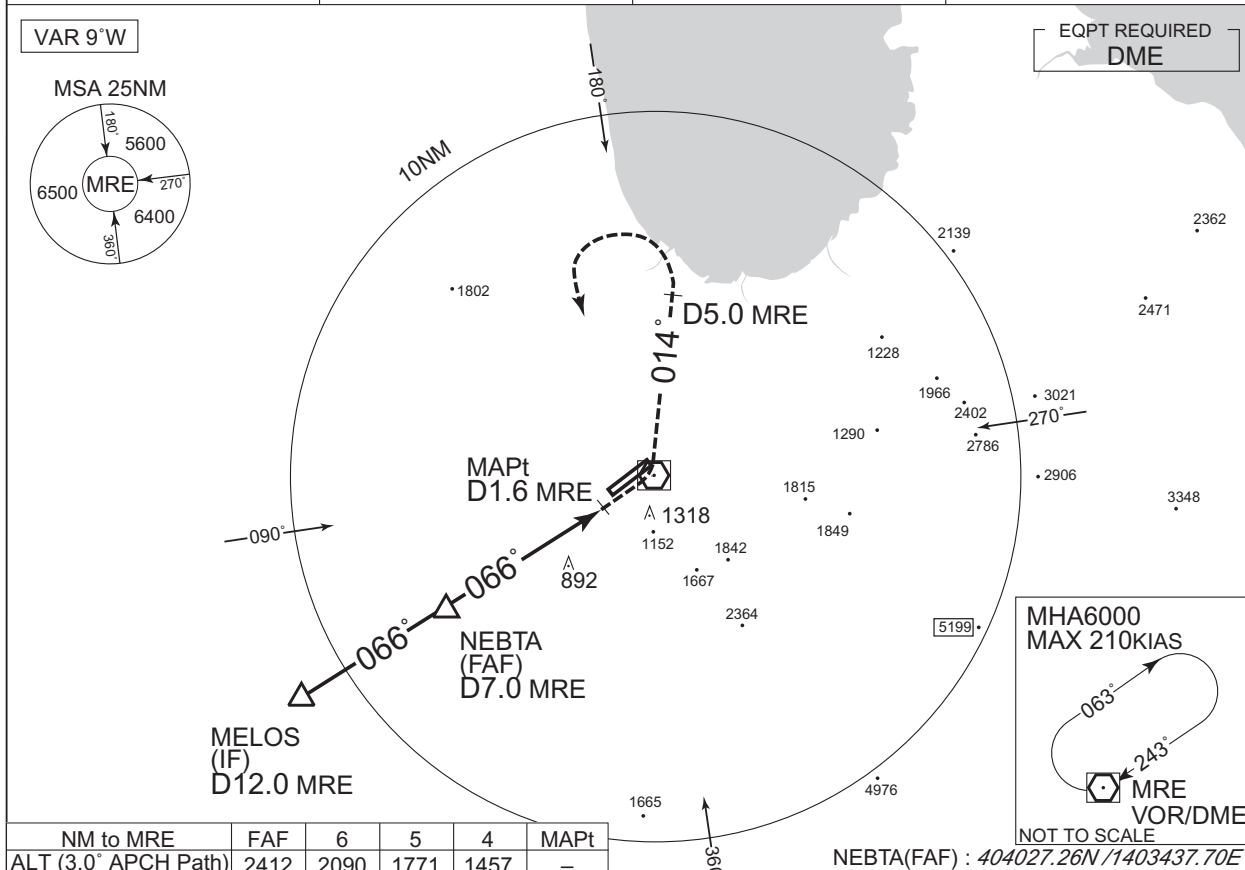 VAR 9°W
EQPT REQUIRED
DME
MSA 25NM
180°
5600
MRE
270°
6500
6400
360°
180°
10NM
2139
2362
1802
2471
D5.0 MRE
014°
1228
1966
3021
2402
270°
1290
2786
MAPt
D1.6 MRE
2906
1815
3348
1318
1849
090°
1152
1842
066°
892
1667
2364
5199
NEBTA
(FAF)
D7.0 MRE
066°
MELOS
(IF)
D12.0 MRE
MHA6000
MAX 210KIAS
063°
243°
MRE
VOR/DME
NOT TO SCALE
4976
1665
360
NM to MRE FAF 6 5 4 MAPt
ALT (3.0° APCH Path) 2412 2090 1771 1457 –
NEBTA(FAF) : 404027.26N /1403437.70E